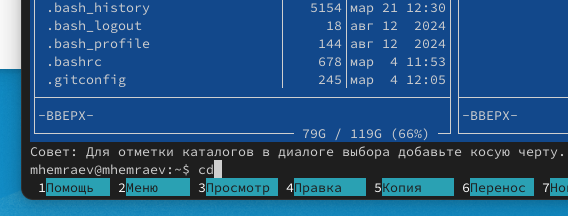 .bash_history 5154 мар 21 12:30
.bash_logout 18 авг 12 2024
.bash_profile 144 авг 12 2024
.bashrc 678 мар 4 11:53
.gitconfig 245 мар 4 12:05
-ВВЕРХ- -ВВЕРХ-
79G / 119G (66%)
Совет: Для отметки каталогов в диалоге выбора добавьте косую черту.
mhemraev@mhemraev:~$ cd
1Помощь 2Меню 3Просмотр 4Правка 5Копия 6Перенос 7Но